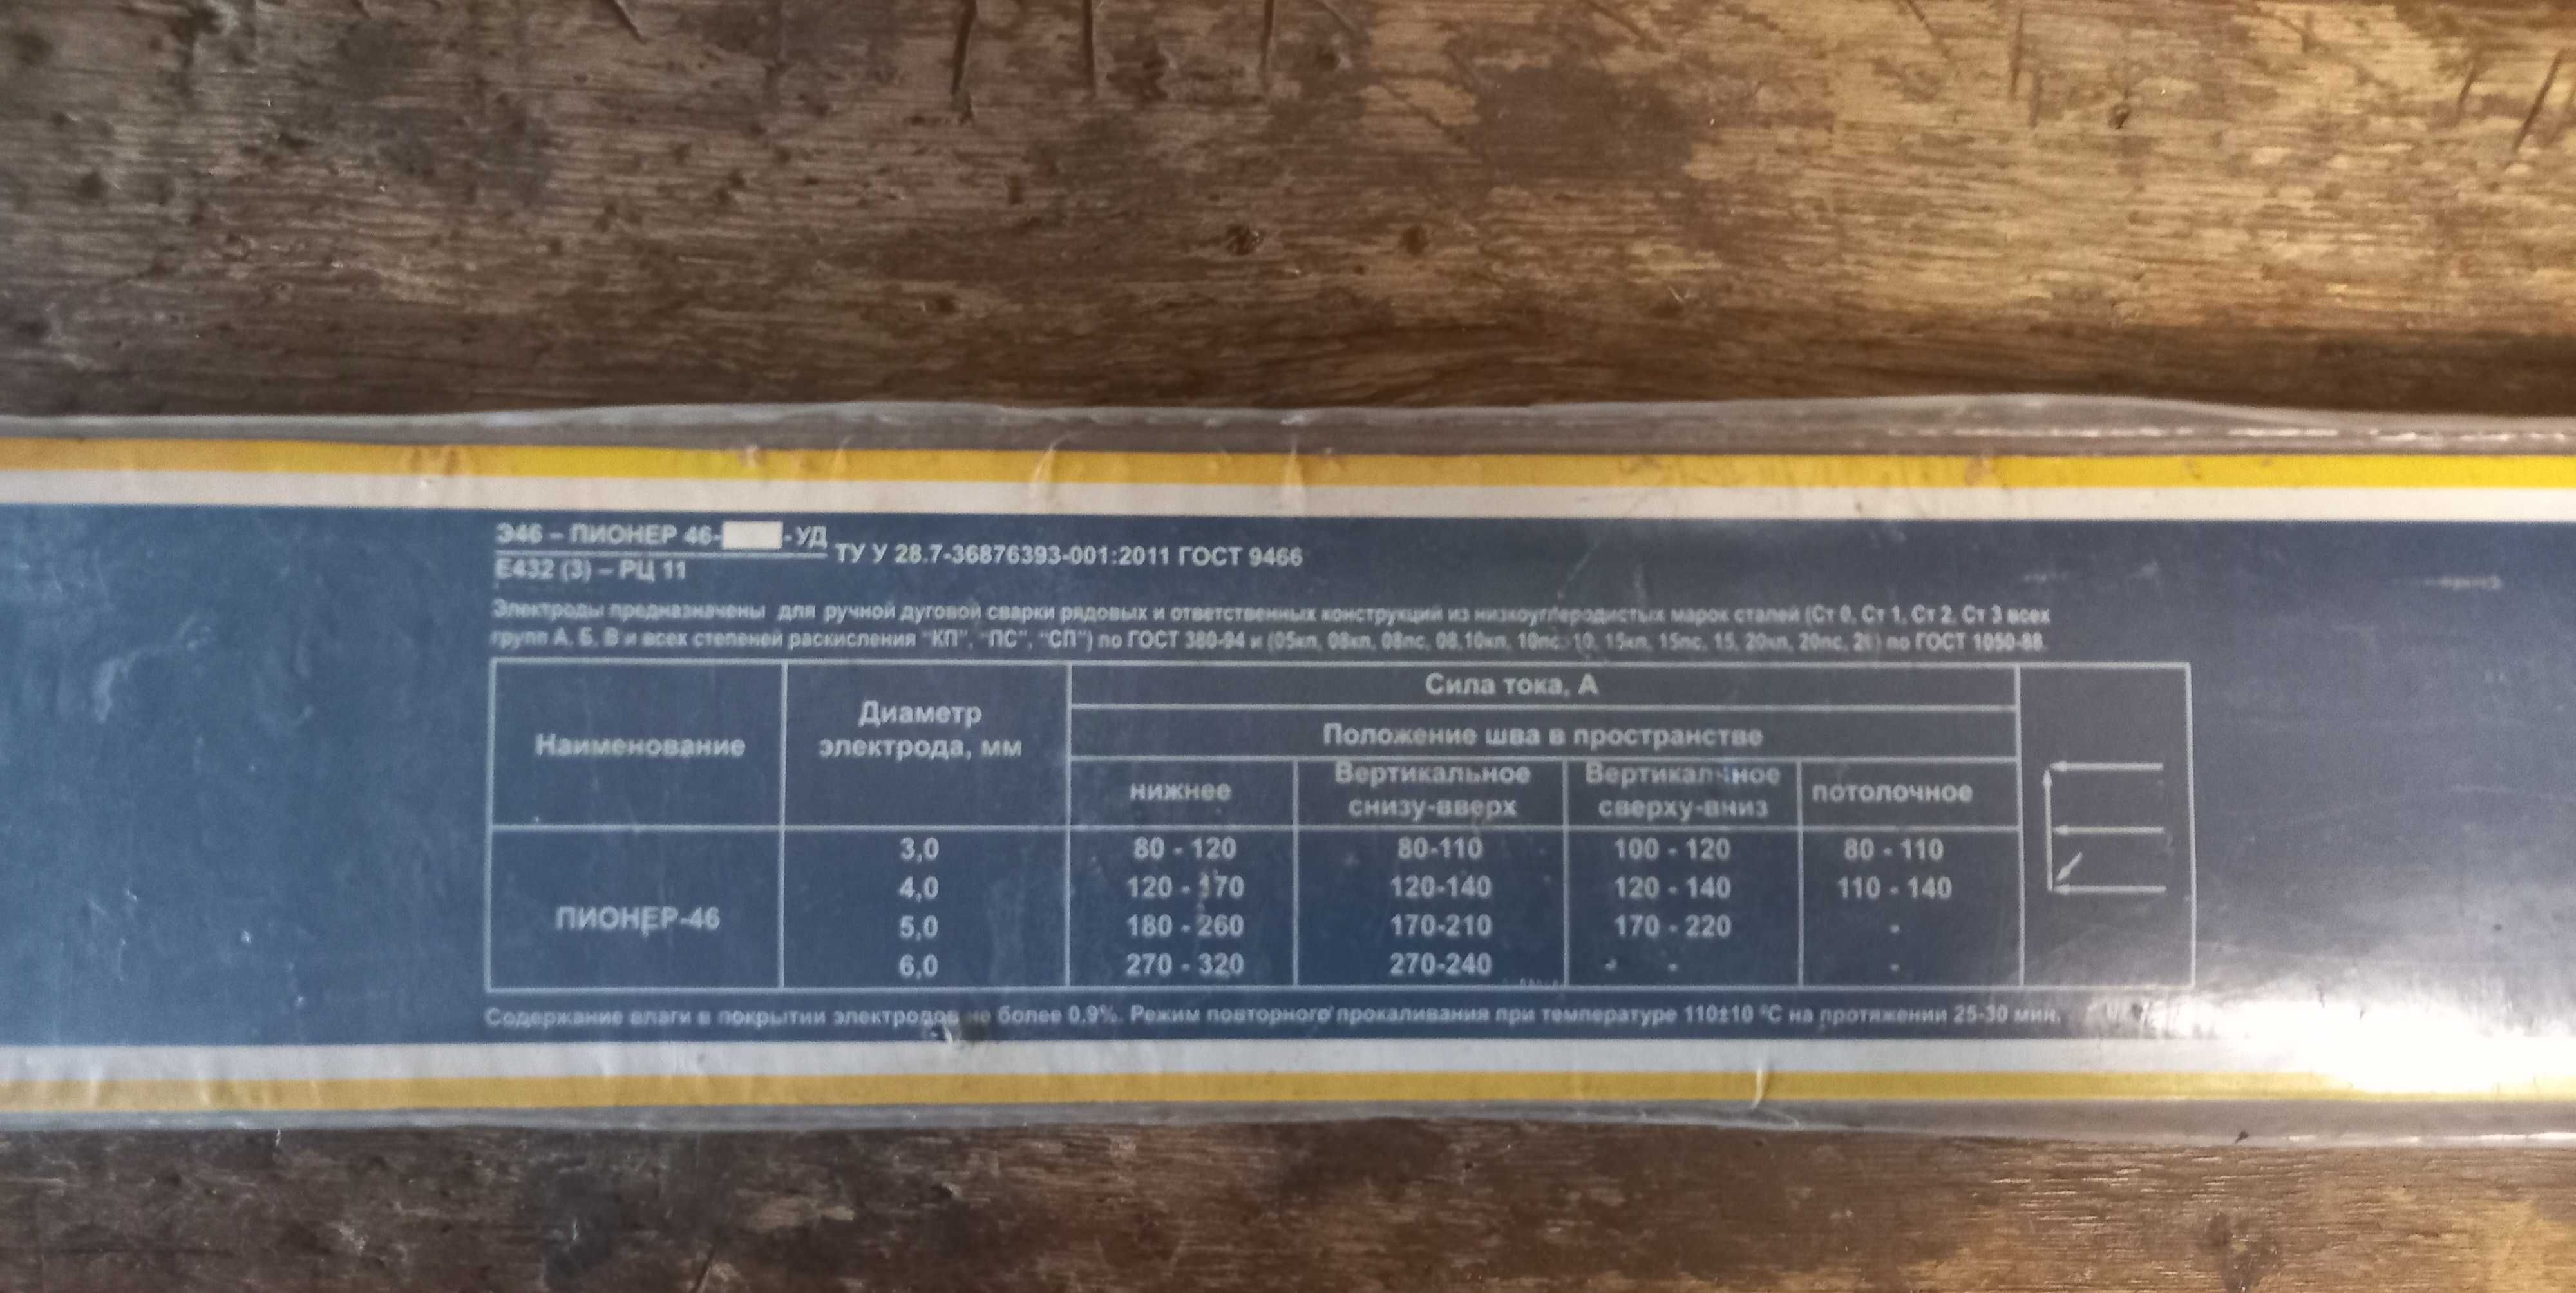 Э46 – ПИОНЕР 46- -УД
Е432 (3) – РЦ 11
ТУ У 28.7-36876393-001:2011 ГОСТ 9466
Электроды предназначены для ручной дуговой сварки рядовых и ответственных конструкций из низкоуглеродистых марок сталей (Ст 0, Ст 1, Ст 2, Ст 3 всех
групп А, Б, В и всех степеней раскисления "КП", "ПС", "СП") по ГОСТ 380-94 и (05кп, 08кп, 08пс, 08,10кп, 10пс, 10, 15кп, 15пс, 15, 20кп, 20пс, 20) по ГОСТ 1050-88.
Сила тока, А
Наименование
Диаметр
электрода, мм
Положение шва в пространстве
нижнее
Вертикальное
снизу-вверх
Вертикальное
сверху-вниз
потолочное
ПИОНЕР-46
3,0 80 - 120 80-110 100 - 120 80 - 110
4,0 120 - 170 120-140 120 - 140 110 - 140
5,0 180 - 260 170-210 170 - 220 -
6,0 270 - 320 270-240 - -
Содержание влаги в покрытии электродов не более 0,9%. Режим повторного прокаливания при температуре 110±10 °С на протяжении 25-30 мин.